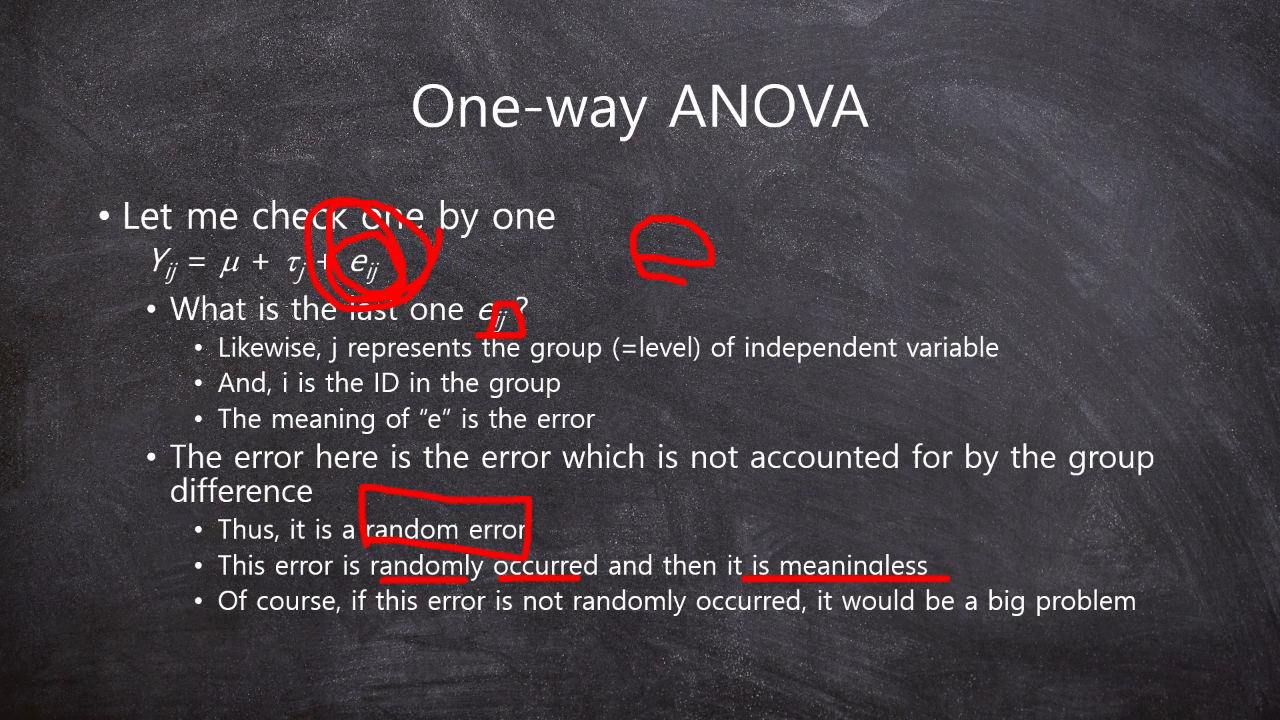 One-way ANOVA
• Let me check one by one
Yij = μ + τj + eij
• What is the last one eij ?
• Likewise, j represents the group (=level) of independent variable
• And, i is the ID in the group
• The meaning of “e” is the error
• The error here is the error which is not accounted for by the group
difference
• Thus, it is a random error
• This error is randomly occurred and then it is meaningless
• Of course, if this error is not randomly occurred, it would be a big problem